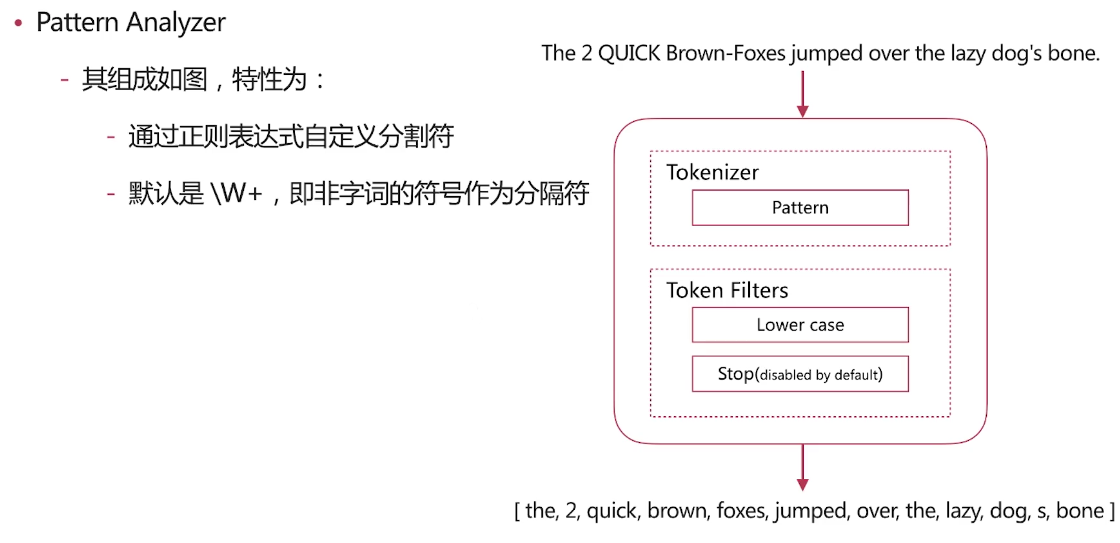 • Pattern Analyzer
- 其组成如图，特性为：
- 通过正则表达式自定义分割符
- 默认是 \W+，即非字词的符号作为分隔符
The 2 QUICK Brown-Foxes jumped over the lazy dog's bone.
Tokenizer
Pattern
Token Filters
Lower case
Stop(disabled by default)
[ the, 2, quick, brown, foxes, jumped, over, the, lazy, dog, s, bone ]